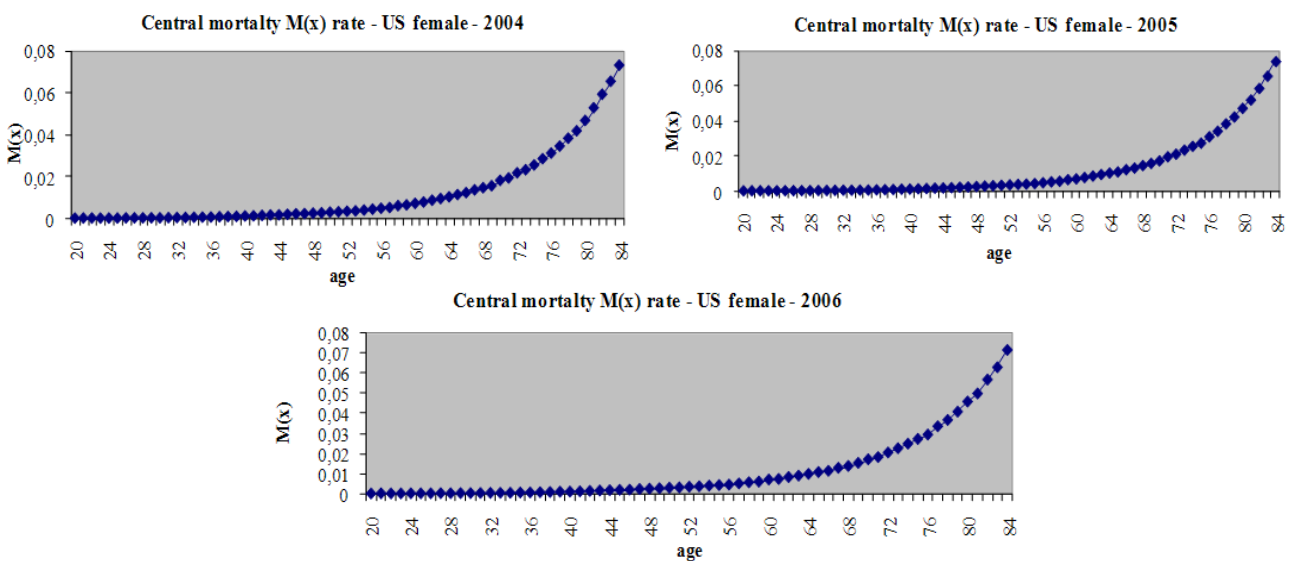 Central mortalty M(x) rate - US female - 2004
0,08
0,06
0,04
0,02
0
M(x)
20 24 28 32 36 40 44 48 52 56 60 64 68 72 76 80 84
age
Central mortalty M(x) rate - US female - 2005
0,08
0,06
0,04
0,02
0
M(x)
20 24 28 32 36 40 44 48 52 56 60 64 68 72 76 80 84
age
Central mortalty M(x) rate - US female - 2006
0,08
0,07
0,06
0,05
0,04
0,03
0,02
0,01
0
M(x)
20 24 28 32 36 40 44 48 52 56 60 64 68 72 76 80 84
age